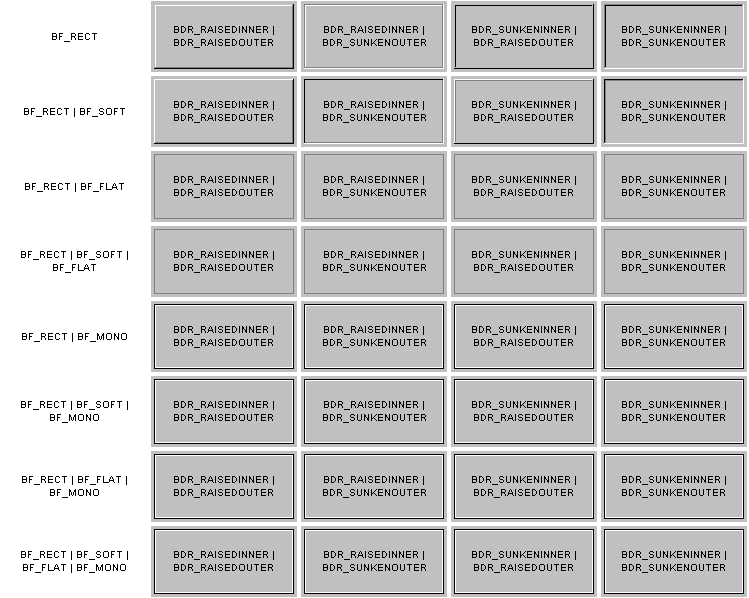 BF_RECT
BDR_RAISEDINNER |
BDR_RAISEDOUTER
BDR_RAISEDINNER |
BDR_SUNKENOUTER
BDR_SUNKENINNER |
BDR_RAISEDOUTER
BDR_SUNKENINNER |
BDR_SUNKENOUTER
BF_RECT | BF_SOFT
BDR_RAISEDINNER |
BDR_RAISEDOUTER
BDR_RAISEDINNER |
BDR_SUNKENOUTER
BDR_SUNKENINNER |
BDR_RAISEDOUTER
BDR_SUNKENINNER |
BDR_SUNKENOUTER
BF_RECT | BF_FLAT
BDR_RAISEDINNER |
BDR_RAISEDOUTER
BDR_RAISEDINNER |
BDR_SUNKENOUTER
BDR_SUNKENINNER |
BDR_RAISEDOUTER
BDR_SUNKENINNER |
BDR_SUNKENOUTER
BF_RECT | BF_SOFT |
BF_FLAT
BDR_RAISEDINNER |
BDR_RAISEDOUTER
BDR_RAISEDINNER |
BDR_SUNKENOUTER
BDR_SUNKENINNER |
BDR_RAISEDOUTER
BDR_SUNKENINNER |
BDR_SUNKENOUTER
BF_RECT | BF_MONO
BDR_RAISEDINNER |
BDR_RAISEDOUTER
BDR_RAISEDINNER |
BDR_SUNKENOUTER
BDR_SUNKENINNER |
BDR_RAISEDOUTER
BDR_SUNKENINNER |
BDR_SUNKENOUTER
BF_RECT | BF_SOFT |
BF_MONO
BDR_RAISEDINNER |
BDR_RAISEDOUTER
BDR_RAISEDINNER |
BDR_SUNKENOUTER
BDR_SUNKENINNER |
BDR_RAISEDOUTER
BDR_SUNKENINNER |
BDR_SUNKENOUTER
BF_RECT | BF_FLAT |
BF_MONO
BDR_RAISEDINNER |
BDR_RAISEDOUTER
BDR_RAISEDINNER |
BDR_SUNKENOUTER
BDR_SUNKENINNER |
BDR_RAISEDOUTER
BDR_SUNKENINNER |
BDR_SUNKENOUTER
BF_RECT | BF_SOFT |
BF_FLAT | BF_MONO
BDR_RAISEDINNER |
BDR_RAISEDOUTER
BDR_RAISEDINNER |
BDR_SUNKENOUTER
BDR_SUNKENINNER |
BDR_RAISEDOUTER
BDR_SUNKENINNER |
BDR_SUNKENOUTER